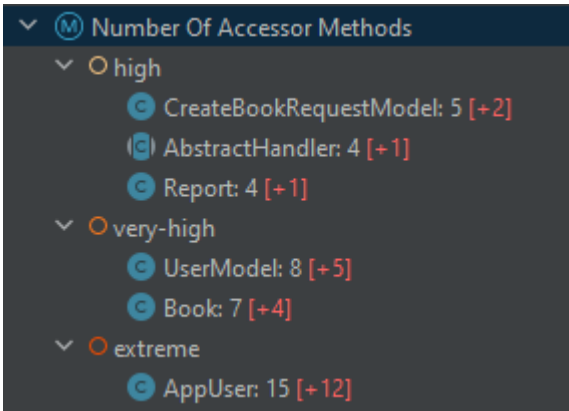 Number Of Accessor Methods
high
CreateBookRequestModel: 5 [+2]
AbstractHandler: 4 [+1]
Report: 4 [+1]
very-high
UserModel: 8 [+5]
Book: 7 [+4]
extreme
AppUser: 15 [+12]